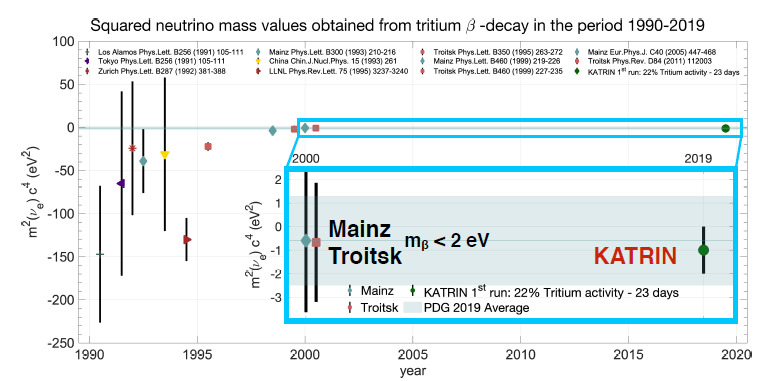 Squared neutrino mass values obtained from tritium β -decay in the period 1990-2019
100
50
0
-50
-100
-150
-200
-250
m²(νe) c⁴ (eV²)
Los Alamos Phys.Lett. B256 (1991) 105-111
Tokyo Phys.Lett. B256 (1991) 105-111
Zurich Phys.Lett. B287 (1992) 381-388
Mainz Phys.Lett. B300 (1993) 210-216
China Chin.J.Nucl.Phys. 15 (1993) 261
LLNL Phys.Rev.Lett. 75 (1995) 3237-3240
Troitsk Phys.Lett. B350 (1995) 263-272
Mainz Phys.Lett. B460 (1999) 219-226
Troitsk Phys.Lett. B460 (1999) 227-235
Mainz Eur.Phys.J. C40 (2005) 447-468
Troitsk Phys.Rev. D84 (2011) 112003
KATRIN 1st run: 22% Tritium activity - 23 days
2000
2019
2
1
0
-1
-2
-3
m²(νe) c⁴ (eV²)
Mainz
Troitsk
mβ < 2 eV
KATRIN
Mainz
KATRIN 1st run: 22% Tritium activity - 23 days
Troitsk
PDG 2019 Average
1990
1995
2000
2005
2010
2015
2020
year